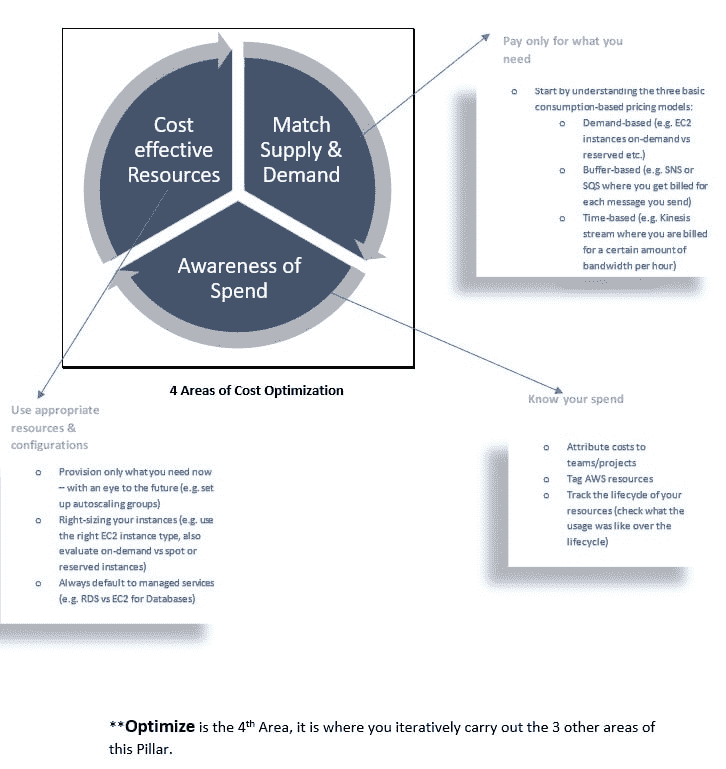 Cost
effective
Resources
Match
Supply &
Demand
Awareness of
Spend
4 Areas of Cost Optimization
Pay only for what you
need
o Start by understanding the three basic
consumption-based pricing models:
o Demand-based (e.g. EC2
instances on-demand vs
reserved etc.)
o Buffer-based (e.g. SNS or
SQS where you get billed for
each message you send)
o Time-based (e.g. Kinesis
stream where you are billed
for a certain amount of
bandwidth per hour)
Know your spend
o Attribute costs to
teams/projects
o Tag AWS resources
o Track the lifecycle of your
resources (check what the
usage was like over the
lifecycle)
Use appropriate
resources &
configurations
o Provision only what you need now
– with an eye to the future (e.g. set
up autoscaling groups)
o Right-sizing your instances (e.g. use
the right EC2 instance type, also
evaluate on-demand vs spot or
reserved instances)
o Always default to managed services
(e.g. RDS vs EC2 for Databases)
**Optimize is the 4th Area, it is where you iteratively carry out the 3 other areas of
this Pillar.